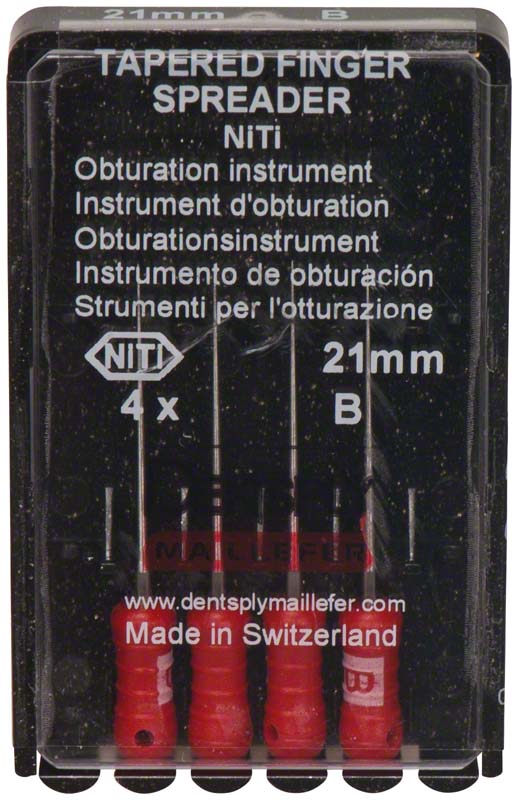 21mm B
TAPERED FINGER
SPREADER
NiTi
Obturation instrument
Instrument d'obturation
Obturationsinstrument
Instrumento de obturación
Strumenti per l'otturazione
NITI 21mm
4 x B
DENTSPLY
MAILLEFER
www.dentsplymaillefer.com
Made in Switzerland
B